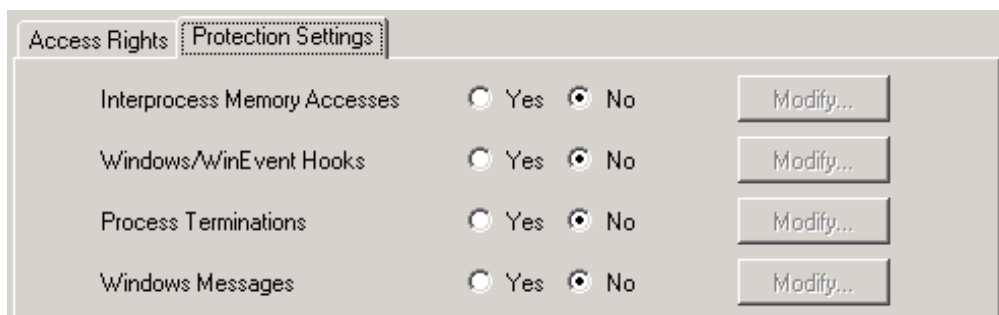 Access Rights Protection Settings
Interprocess Memory Accesses Yes No Modify...
Windows/WinEvent Hooks Yes No Modify...
Process Terminations Yes No Modify...
Windows Messages Yes No Modify...